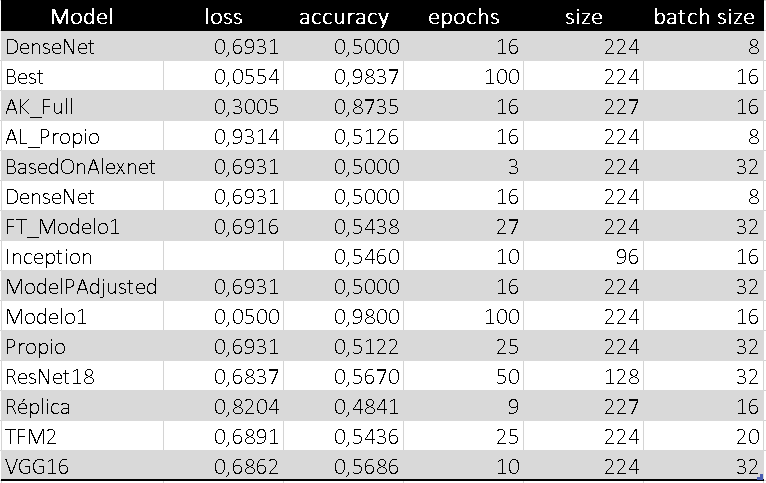 Model loss accuracy epochs size batch size
DenseNet 0,6931 0,5000 16 224 8
Best 0,0554 0,9837 100 224 16
AK_Full 0,3005 0,8735 16 227 16
AL_Propio 0,9314 0,5126 16 224 8
BasedOnAlexnet 0,6931 0,5000 3 224 32
DenseNet 0,6931 0,5000 16 224 8
FT_Modelo1 0,6916 0,5438 27 224 32
Inception 0,5460 10 96 16
ModelPAdjusted 0,6931 0,5000 16 224 32
Modelo1 0,0500 0,9800 100 224 16
Propio 0,6931 0,5122 25 224 32
ResNet18 0,6837 0,5670 50 128 32
Réplica 0,8204 0,4841 9 227 16
TFM2 0,6891 0,5436 25 224 20
VGG16 0,6862 0,5686 10 224 32